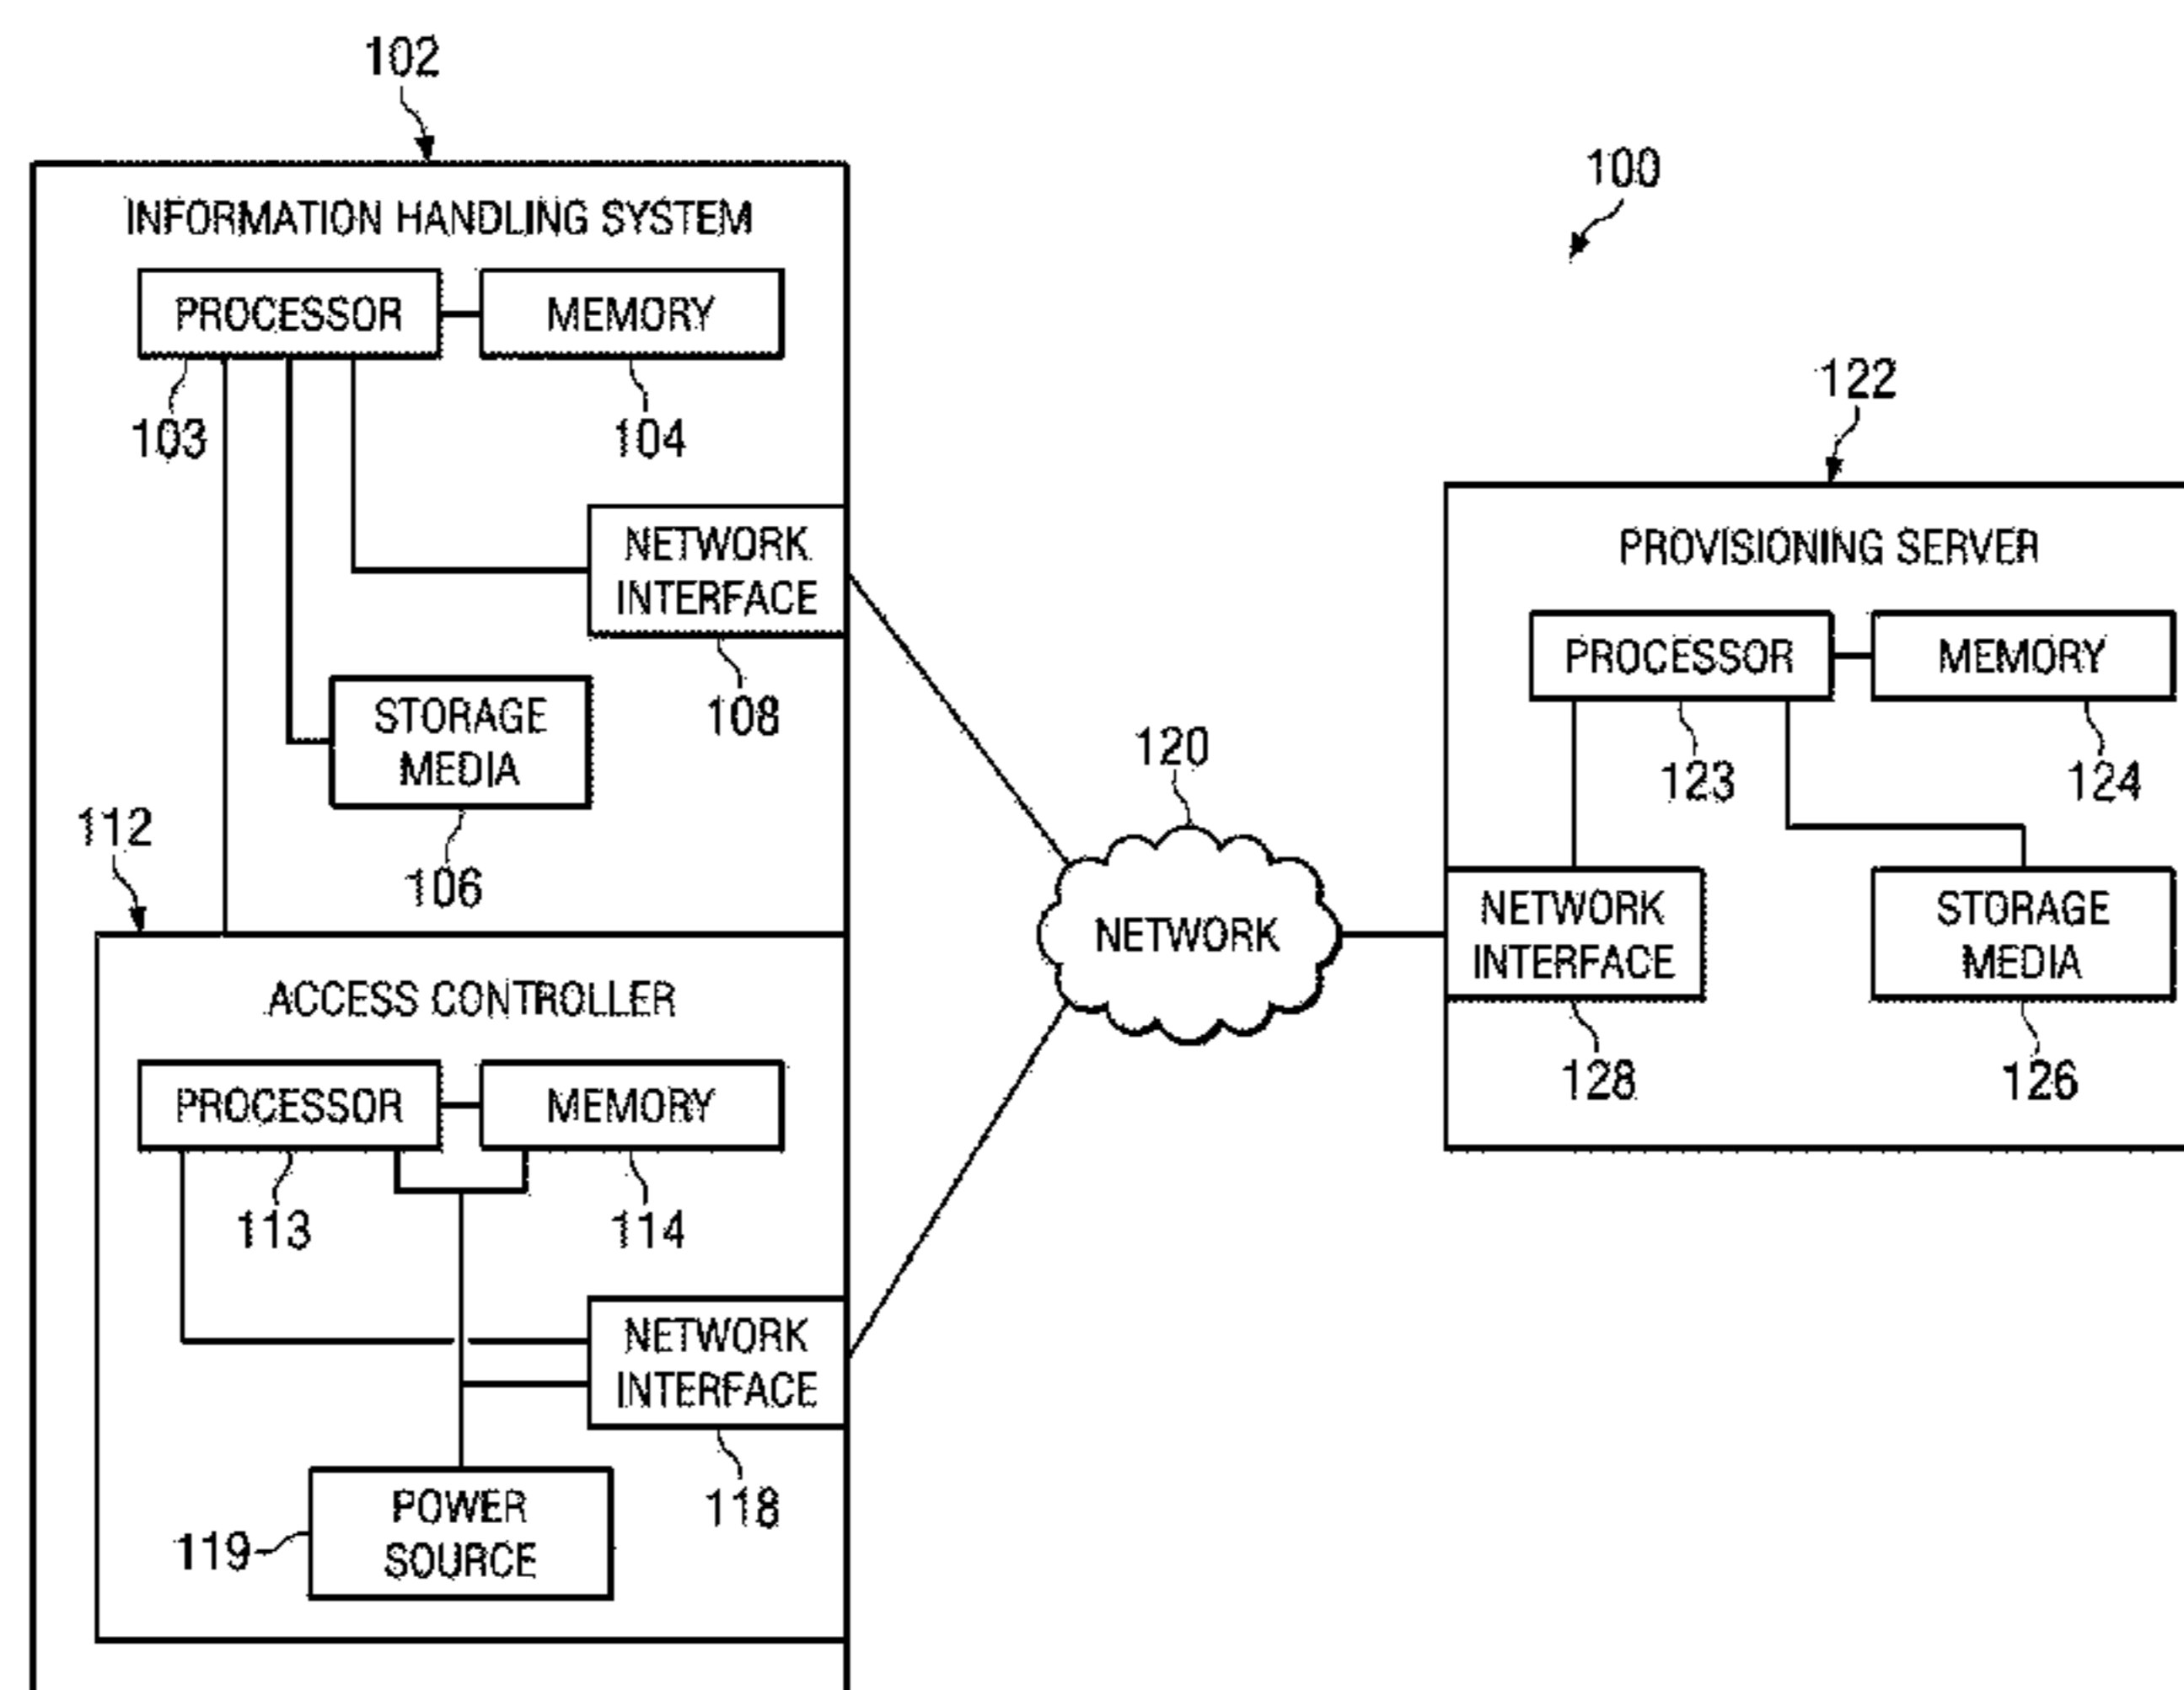 102
100
INFORMATION HANDLING SYSTEM
PROCESSOR
MEMORY
103
104
NETWORK
INTERFACE
108
STORAGE
MEDIA
106
112
ACCESS CONTROLLER
PROCESSOR
MEMORY
113
114
NETWORK
INTERFACE
118
POWER
SOURCE
119
120
NETWORK
122
PROVISIONING SERVER
PROCESSOR
MEMORY
123
124
NETWORK
INTERFACE
128
STORAGE
MEDIA
126